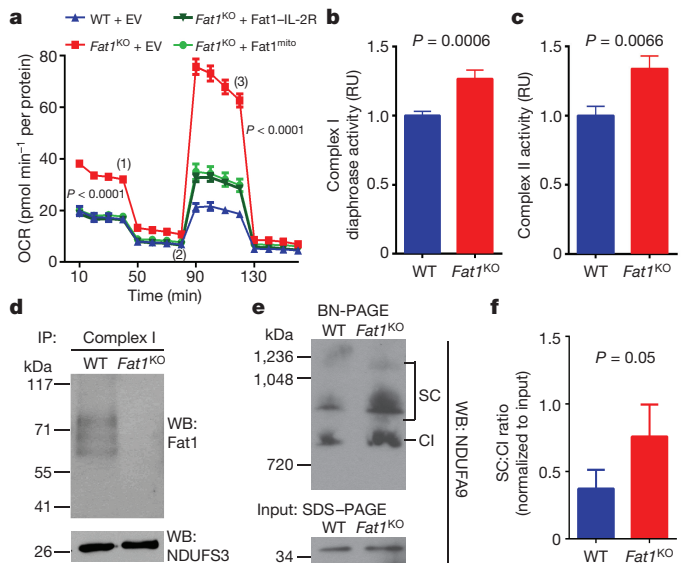 a
WT + EV
Fat1KO + Fat1–IL-2R
Fat1KO + EV
Fat1KO + Fat1mito
OCR (pmol min–1 per protein)
80
60
40
20
0
(1)
(3)
P < 0.0001
P < 0.0001
(2)
10
50
90
130
Time (min)
b
P = 0.0006
Complex I
diaphroase activity (RU)
1.5
1.0
0.5
0
WT
Fat1KO
c
P = 0.0066
Complex II activity (RU)
1.5
1.0
0.5
0
WT
Fat1KO
d
IP:
Complex I
kDa
WT
Fat1KO
117
71
55
41
WB:
Fat1
26
WB:
NDUFS3
e
BN-PAGE
kDa
WT
Fat1KO
1,236
1,048
SC
CI
720
WB: NDUFA9
Input: SDS–PAGE
WT
Fat1KO
34
f
P = 0.05
SC:CI ratio
(normalized to input)
1.5
1.0
0.5
0
WT
Fat1KO